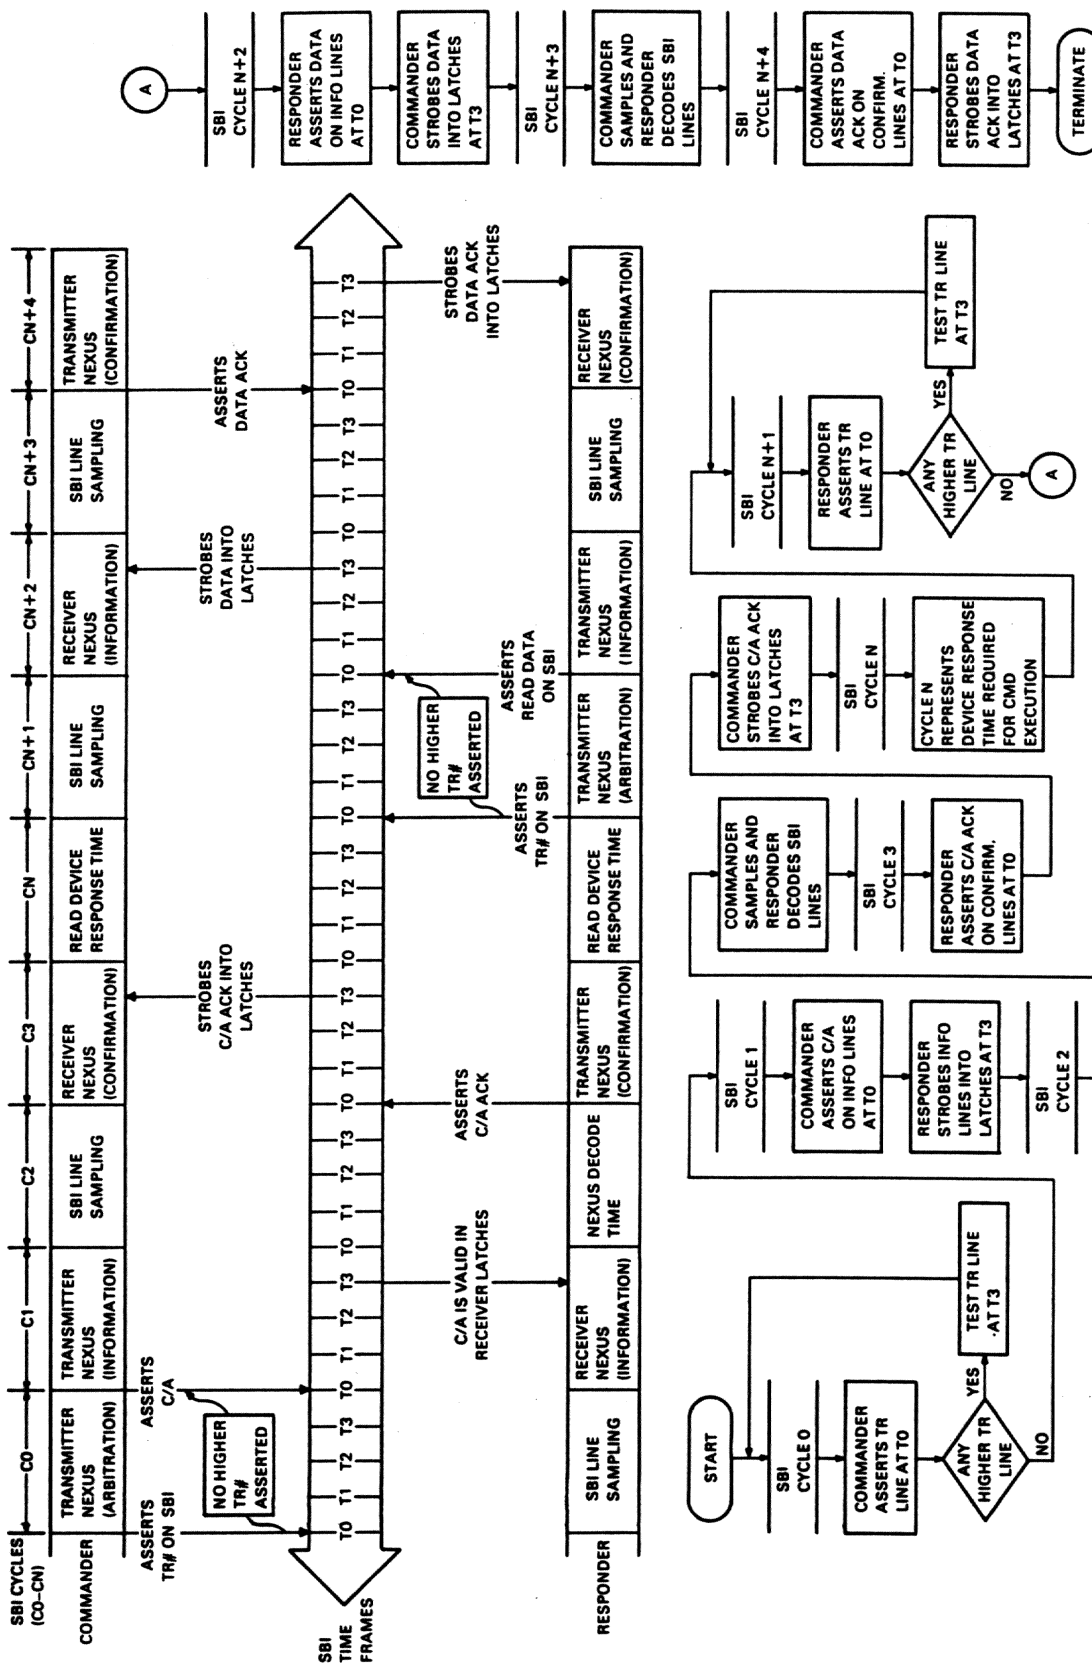 SBI CYCLES
(C0-CN)
C0
C1
C2
C3
CN
CN+1
CN+2
CN+3
CN+4
COMMANDER
TRANSMITTER
NEXUS
(ARBITRATION)
TRANSMITTER
NEXUS
(INFORMATION)
SBI LINE
SAMPLING
RECEIVER
NEXUS
(CONFIRMATION)
READ DEVICE
RESPONSE TIME
SBI LINE
SAMPLING
RECEIVER
NEXUS
(INFORMATION)
SBI LINE
SAMPLING
TRANSMITTER
NEXUS
(CONFIRMATION)
ASSERTS
TR# ON SBI
NO HIGHER
TR#
ASSERTED
ASSERTS
C/A
STROBES
C/A ACK INTO
LATCHES
STROBES
DATA INTO
LATCHES
ASSERTS
DATA ACK
SBI
TIME
FRAMES
T0 T1 T2 T3 T0 T1 T2 T3 T0 T1 T2 T3 T0 T1 T2 T3 T0 T1 T2 T3 T0 T1 T2 T3 T0 T1 T2 T3 T0 T1 T2 T3 T0 T1 T2 T3
C/A IS VALID IN
RECEIVER LATCHES
ASSERTS
C/A ACK
ASSERTS
TR# ON SBI
NO HIGHER
TR#
ASSERTED
ASSERTS
READ DATA
ON SBI
STROBES
DATA ACK
INTO LATCHES
RESPONDER
SBI LINE
SAMPLING
RECEIVER
NEXUS
(INFORMATION)
NEXUS DECODE
TIME
TRANSMITTER
NEXUS
(CONFIRMATION)
READ DEVICE
RESPONSE TIME
TRANSMITTER
NEXUS
(ARBITRATION)
TRANSMITTER
NEXUS
(INFORMATION)
SBI LINE
SAMPLING
RECEIVER
NEXUS
(CONFIRMATION)
START
SBI
CYCLE 0
COMMANDER
ASSERTS TR
LINE AT T0
ANY
HIGHER TR
LINE
YES
NO
TEST TR LINE
AT T3
SBI
CYCLE 1
COMMANDER
ASSERTS C/A
ON INFO LINES
AT T0
RESPONDER
STROBES INFO
LINES INTO
LATCHES AT T3
SBI
CYCLE 2
COMMANDER
SAMPLES AND
RESPONDER
DECODES SBI
LINES
SBI
CYCLE 3
RESPONDER
ASSERTS C/A ACK
ON CONFIRM.
LINES AT T0
COMMANDER
STROBES C/A ACK
INTO LATCHES
AT T3
SBI
CYCLE N
CYCLE N
REPRESENTS
DEVICE RESPONSE
TIME REQUIRED
FOR CMD
EXECUTION
SBI
CYCLE N+1
RESPONDER
ASSERTS TR
LINE AT T0
ANY
HIGHER TR
LINE
YES
NO
TEST TR LINE
AT T3
A
A
SBI
CYCLE N+2
RESPONDER
ASSERTS DATA
ON INFO LINES
AT T0
COMMANDER
STROBES DATA
INTO LATCHES
AT T3
SBI
CYCLE N+3
COMMANDER
SAMPLES AND
RESPONDER
DECODES SBI
LINES
SBI
CYCLE N+4
COMMANDER
ASSERTS DATA
ACK ON
CONFIRM.
LINES AT T0
RESPONDER
STROBES DATA
ACK INTO
LATCHES AT T3
TERMINATE